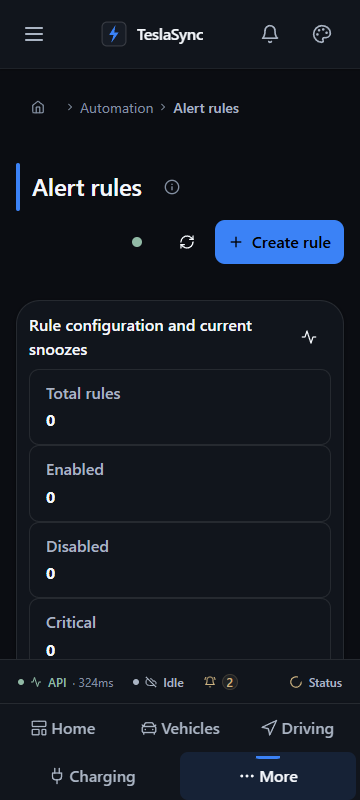 TeslaSync
Automation
Alert rules
Alert rules
Create rule
Rule configuration and current
snoozes
Total rules
0
Enabled
0
Disabled
0
Critical
0
API · 324ms
Idle
2
Status
Home
Vehicles
Driving
Charging
More